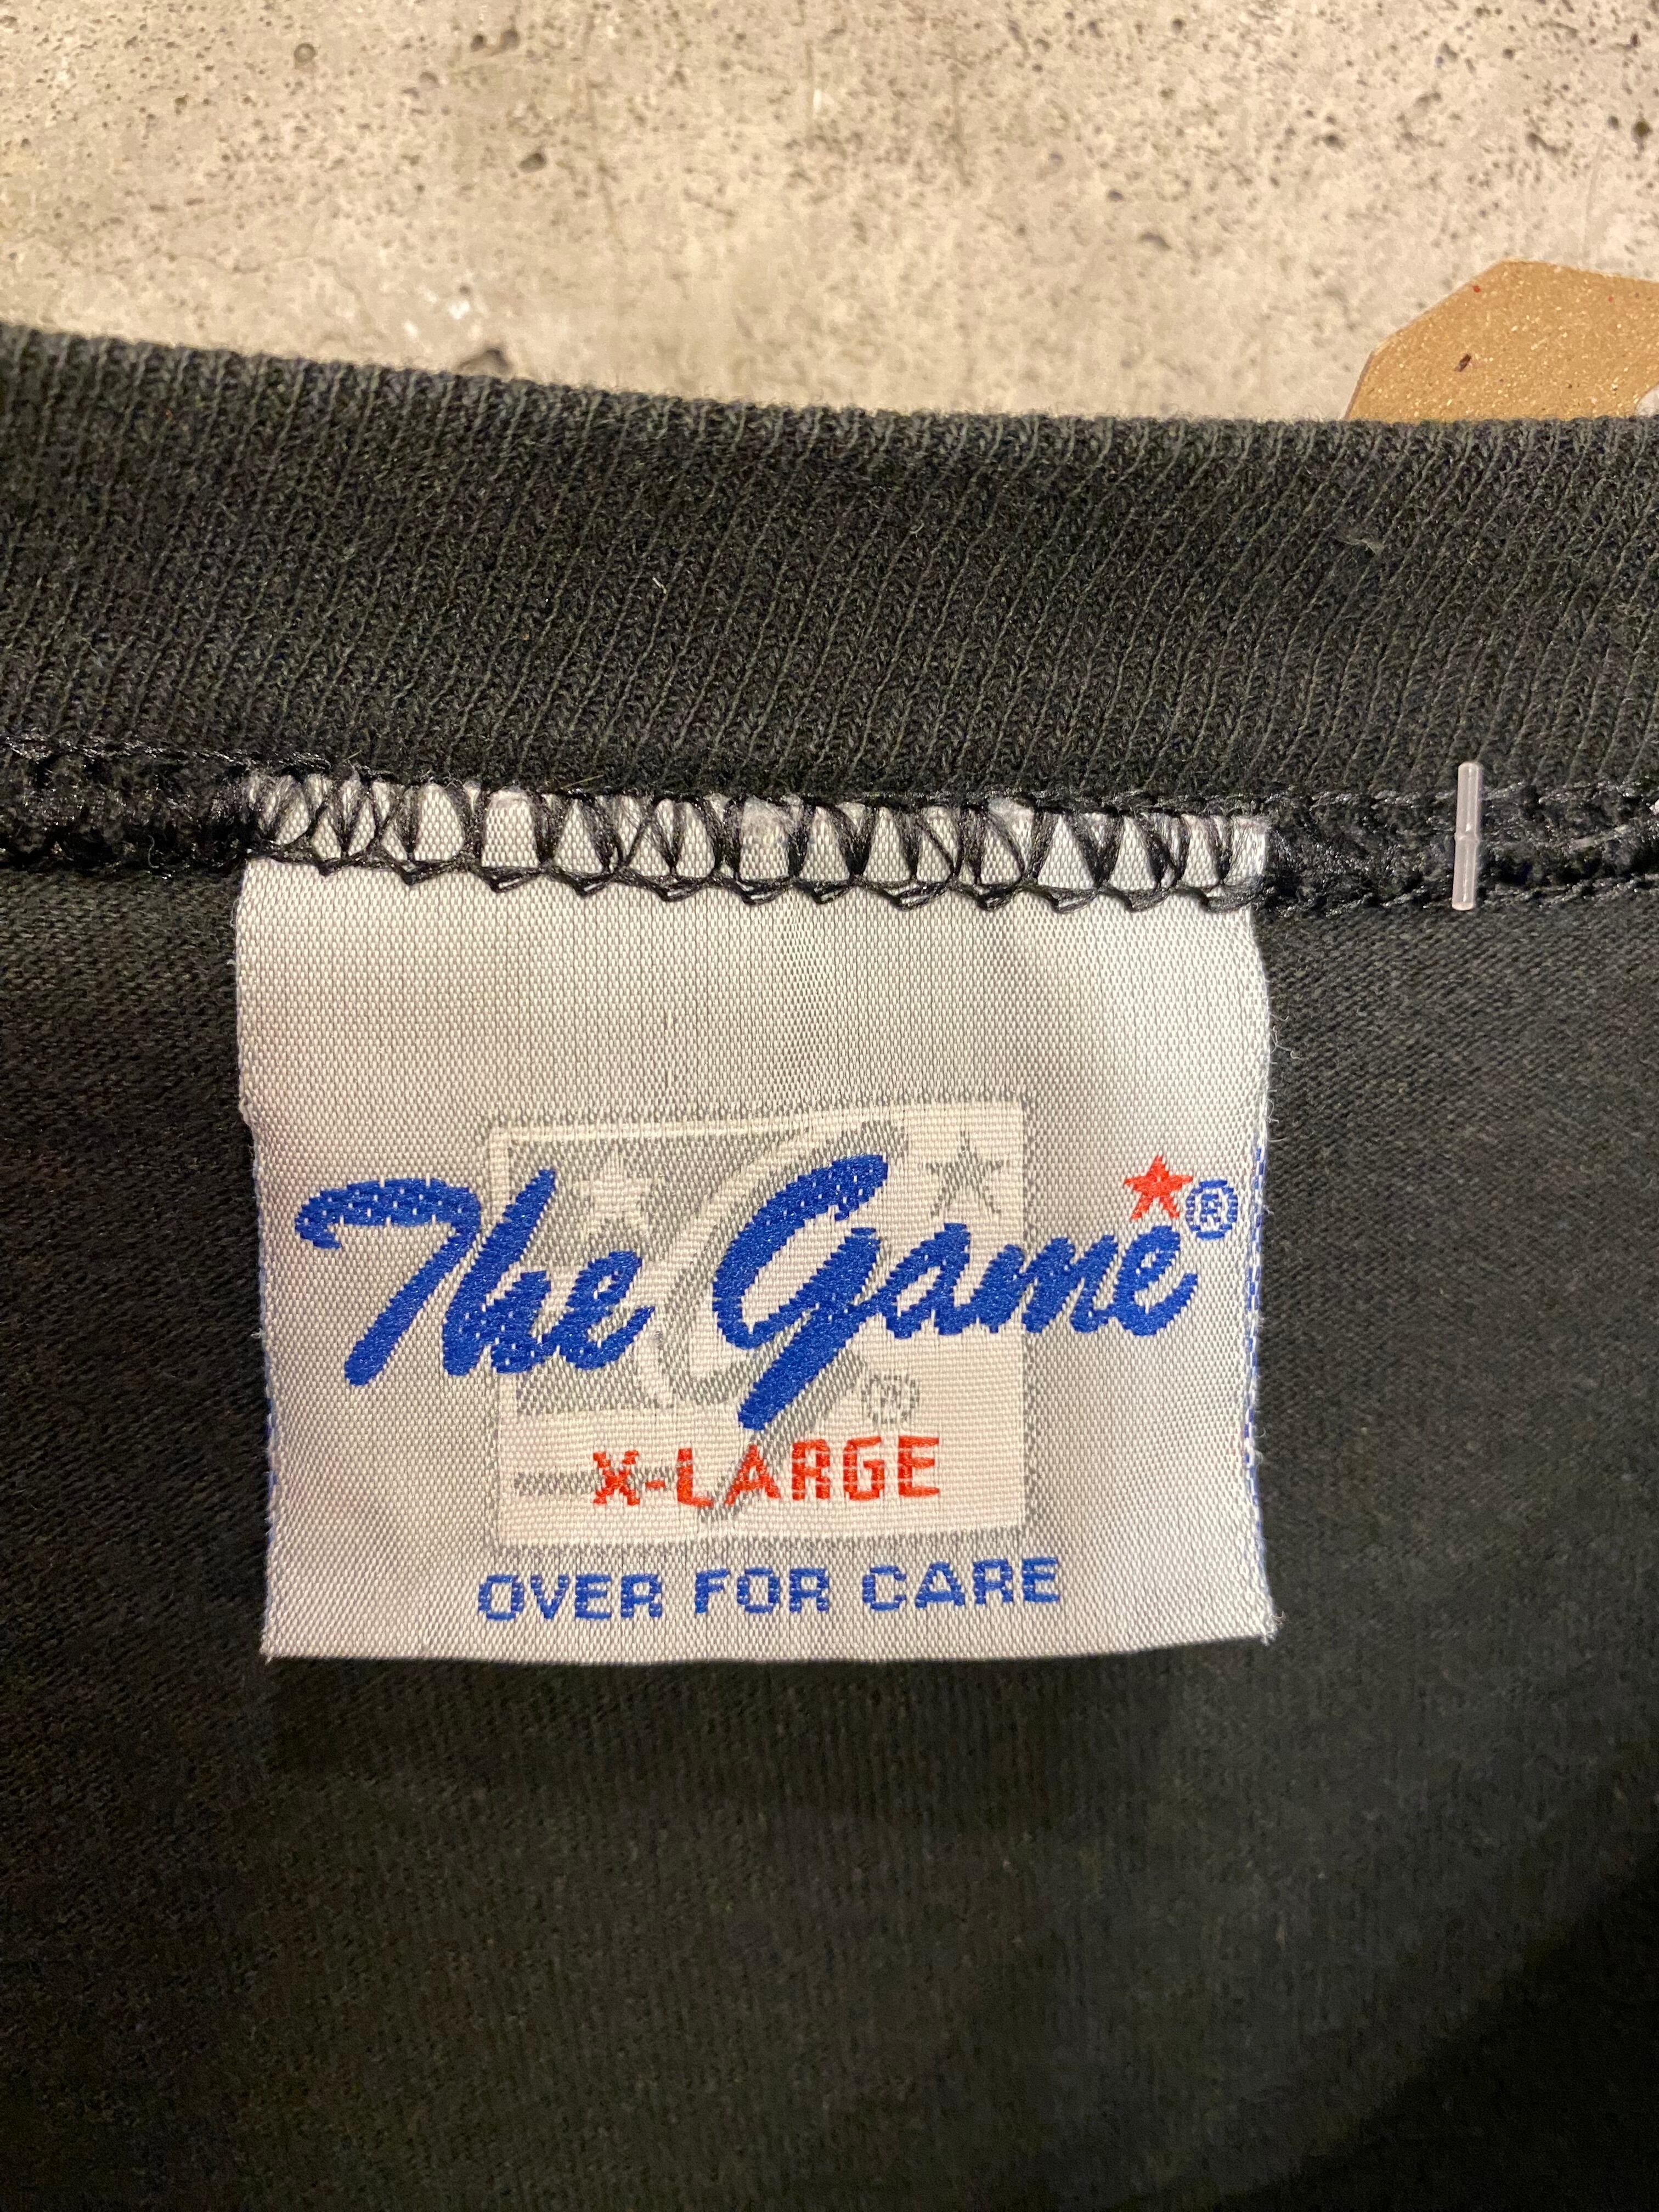 The Game®
X-LARGE
OVER FOR CARE